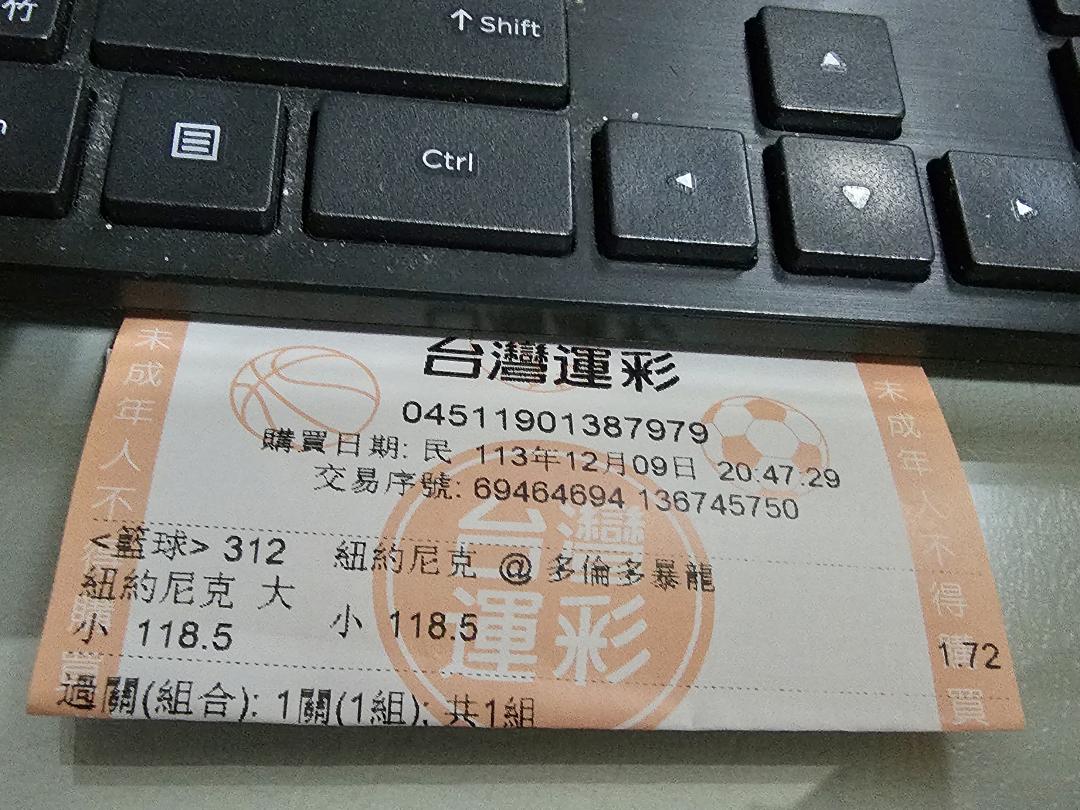 竹
↑ Shift
Ctrl
台灣運彩
04511901387979
購買日期: 民 113年12月09日 20:47:29
交易序號: 69464694 136745750
<籃球> 312 紐約尼克 @ 多倫多暴龍
紐約尼克 大
小 118.5 小 118.5 1.72
過關(組合): 1關(1組); 共1組
未成年人不得購買
台灣運彩
未成年人不得購買